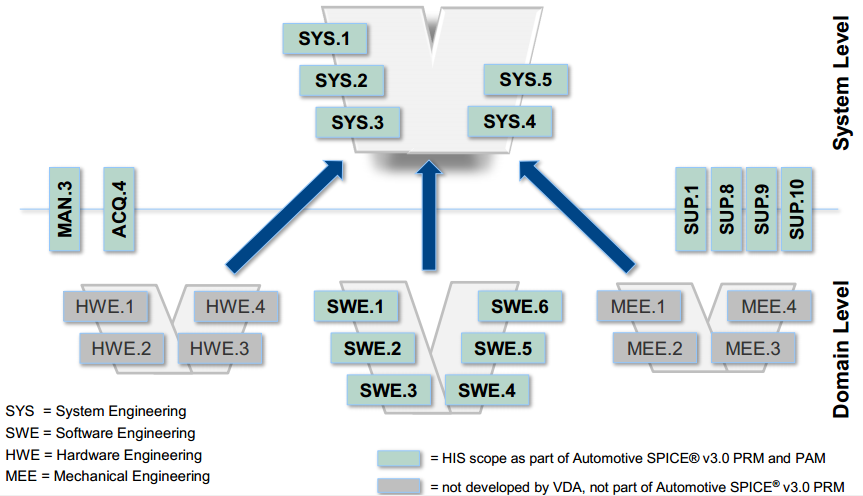 SYS.1
SYS.2
SYS.3
SYS.5
SYS.4
System Level
MAN.3
ACQ.4
SUP.1
SUP.8
SUP.9
SUP.10
HWE.1
HWE.4
HWE.2
HWE.3
SWE.1
SWE.6
SWE.2
SWE.5
SWE.3
SWE.4
MEE.1
MEE.4
MEE.2
MEE.3
Domain Level
SYS = System Engineering
SWE = Software Engineering
HWE = Hardware Engineering
MEE = Mechanical Engineering
= HIS scope as part of Automotive SPICE® v3.0 PRM and PAM
= not developed by VDA, not part of Automotive SPICE® v3.0 PRM